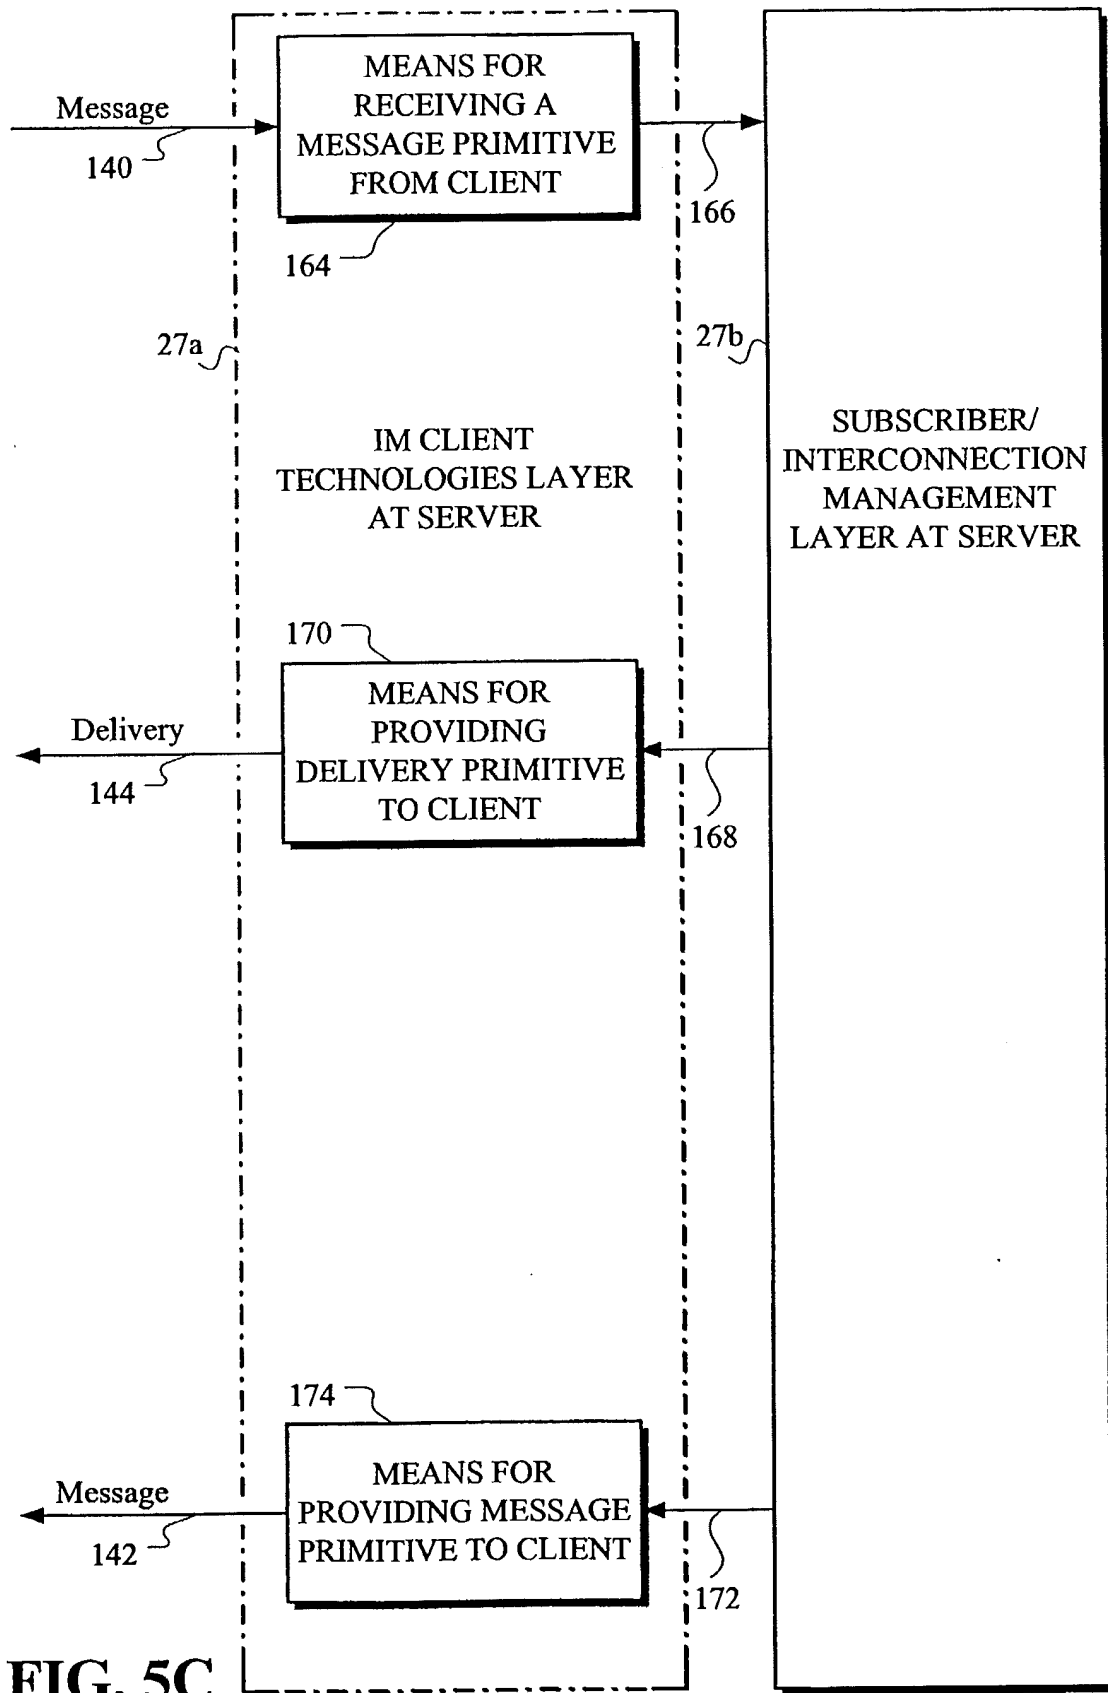 MEANS FOR
RECEIVING A
MESSAGE PRIMITIVE
FROM CLIENT
Message
140
166
164
27a
27b
IM CLIENT
TECHNOLOGIES LAYER
AT SERVER
SUBSCRIBER/
INTERCONNECTION
MANAGEMENT
LAYER AT SERVER
170
MEANS FOR
PROVIDING
DELIVERY PRIMITIVE
TO CLIENT
Delivery
144
168
174
MEANS FOR
PROVIDING MESSAGE
PRIMITIVE TO CLIENT
Message
142
172
FIG. 5C